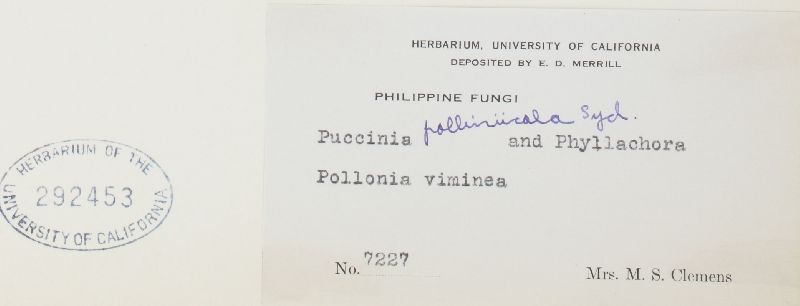 HERBARIUM OF THE
292453
UNIVERSITY OF CALIFORNIA
HERBARIUM, UNIVERSITY OF CALIFORNIA
DEPOSITED BY E. D. MERRILL
PHILIPPINE FUNGI
Puccinia polliniicola Syd. and Phyllachora
Pollonia viminea
No. 7227
Mrs. M. S. Clemens